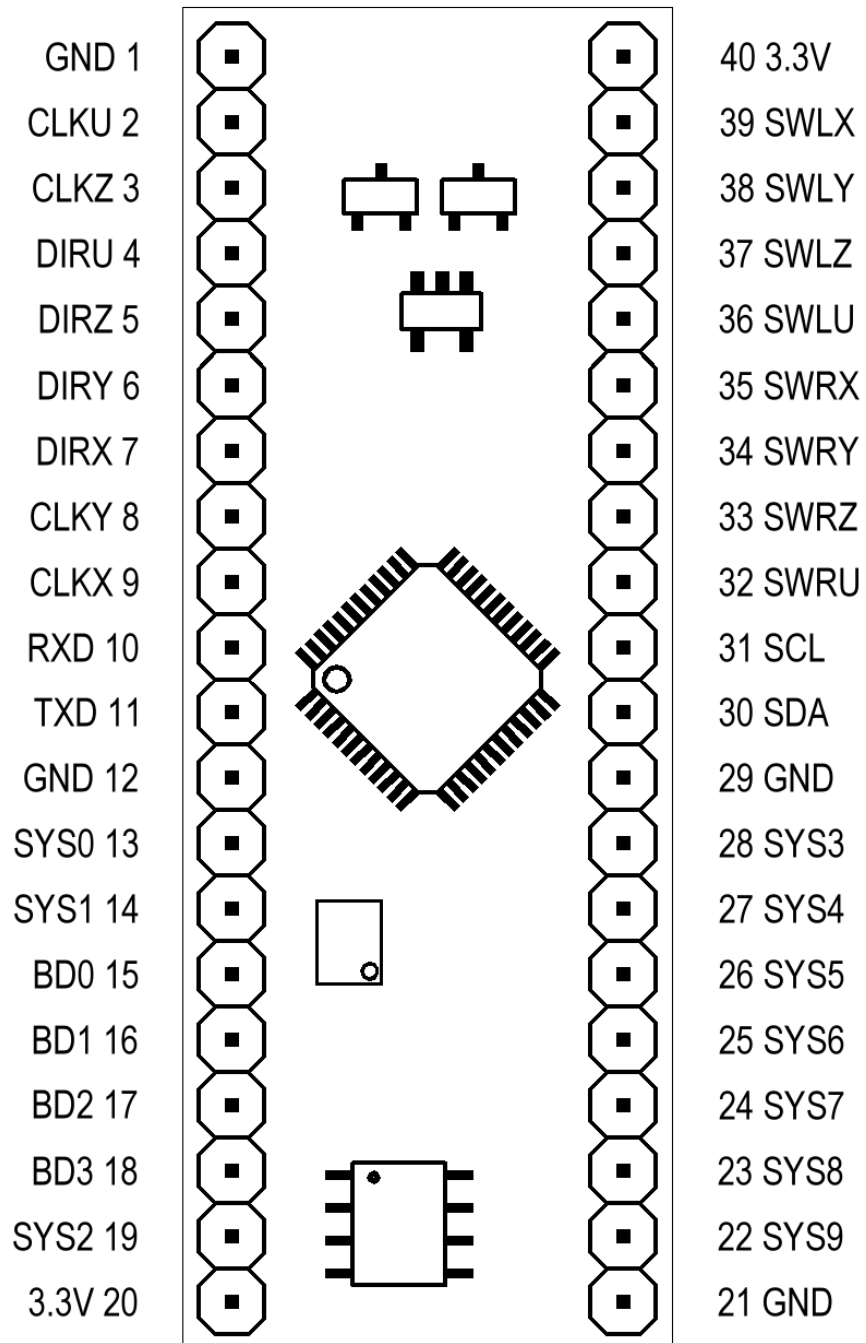 GND 1
CLKU 2
CLKZ 3
DIRU 4
DIRZ 5
DIRY 6
DIRX 7
CLKY 8
CLKX 9
RXD 10
TXD 11
GND 12
SYS0 13
SYS1 14
BD0 15
BD1 16
BD2 17
BD3 18
SYS2 19
3.3V 20
40 3.3V
39 SWLX
38 SWLY
37 SWLZ
36 SWLU
35 SWRX
34 SWRY
33 SWRZ
32 SWRU
31 SCL
30 SDA
29 GND
28 SYS3
27 SYS4
26 SYS5
25 SYS6
24 SYS7
23 SYS8
22 SYS9
21 GND